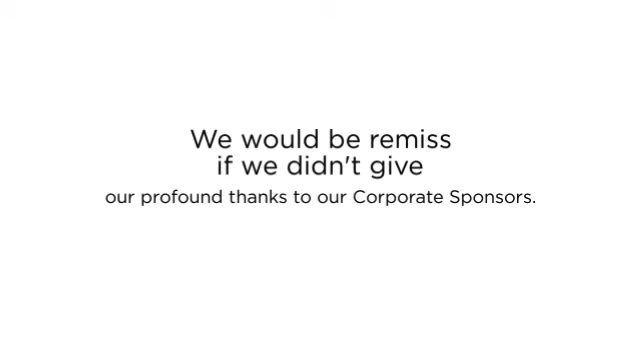 We would be remiss
if we didn't give
our profound thanks to our Corporate Sponsors.